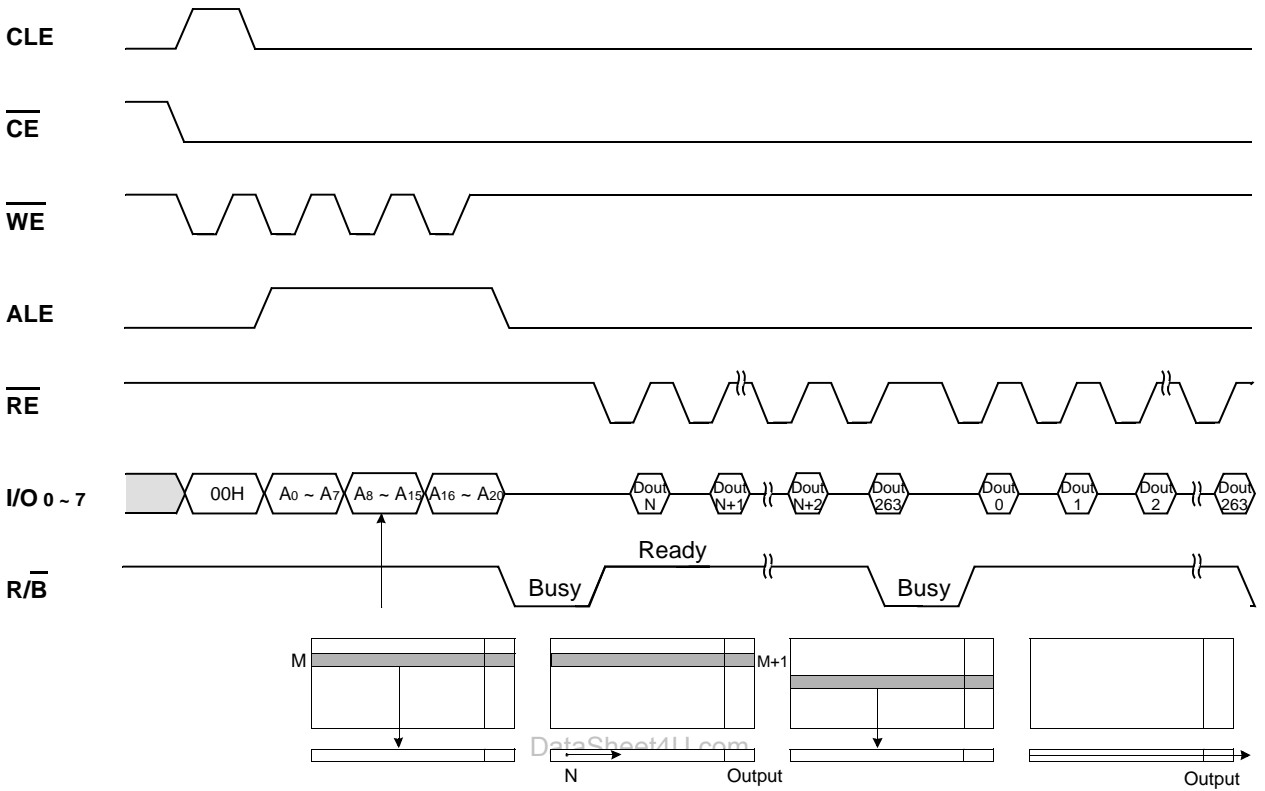 CLE
CE
WE
ALE
RE
I/O 0 ~ 7
00H
A0 ~ A7
A8 ~ A15
A16 ~ A20
Dout N
Dout N+1
Dout N+2
Dout 263
Dout 0
Dout 1
Dout 2
Dout 263
R/B
Busy
Ready
Busy
M
M+1
DataSheet4U.com
N
Output
Output